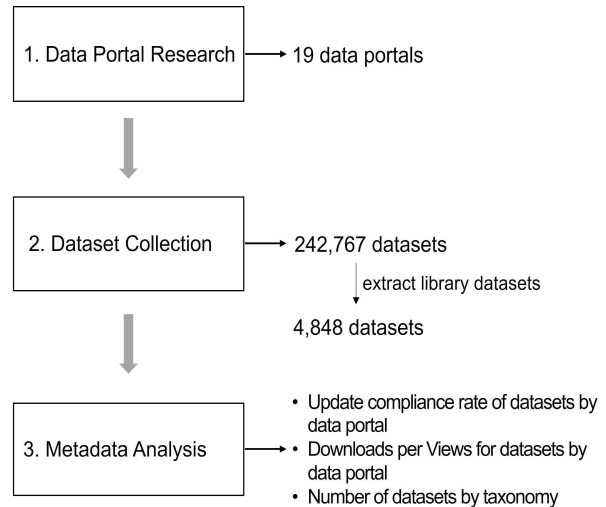 1. Data Portal Research
19 data portals
2. Dataset Collection
242,767 datasets
extract library datasets
4,848 datasets
3. Metadata Analysis
• Update compliance rate of datasets by
data portal
• Downloads per Views for datasets by
data portal
• Number of datasets by taxonomy